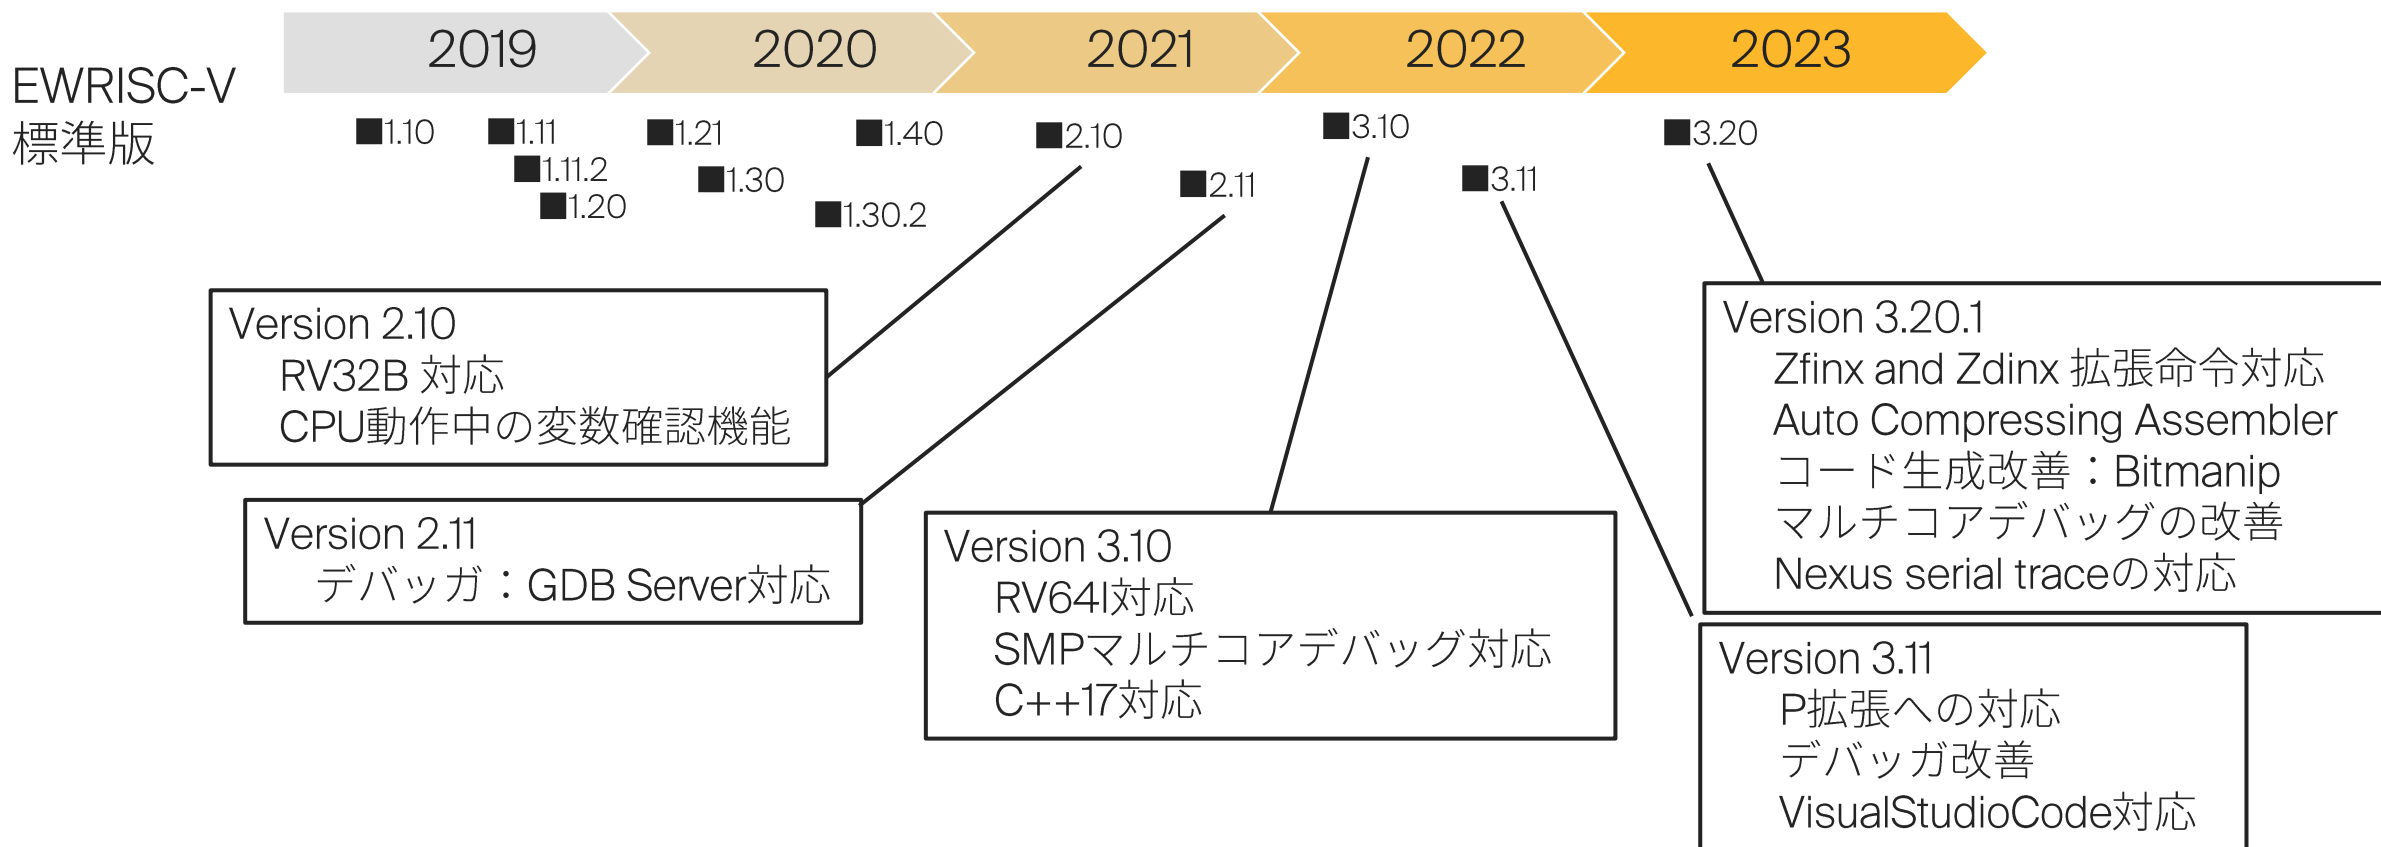 2019
2020
2021
2022
2023
EWRISC-V
標準版
■1.10
■1.11
■1.11.2
■1.20
■1.21
■1.30
■1.30.2
■1.40
■2.10
■2.11
■3.10
■3.11
■3.20
Version 2.10
RV32B 対応
CPU動作中の変数確認機能
Version 2.11
デバッガ：GDB Server対応
Version 3.10
RV64I対応
SMPマルチコアデバッグ対応
C++17対応
Version 3.20.1
Zfinx and Zdinx 拡張命令対応
Auto Compressing Assembler
コード生成改善：Bitmanip
マルチコアデバッグの改善
Nexus serial traceの対応
Version 3.11
P拡張への対応
デバッガ改善
VisualStudioCode対応